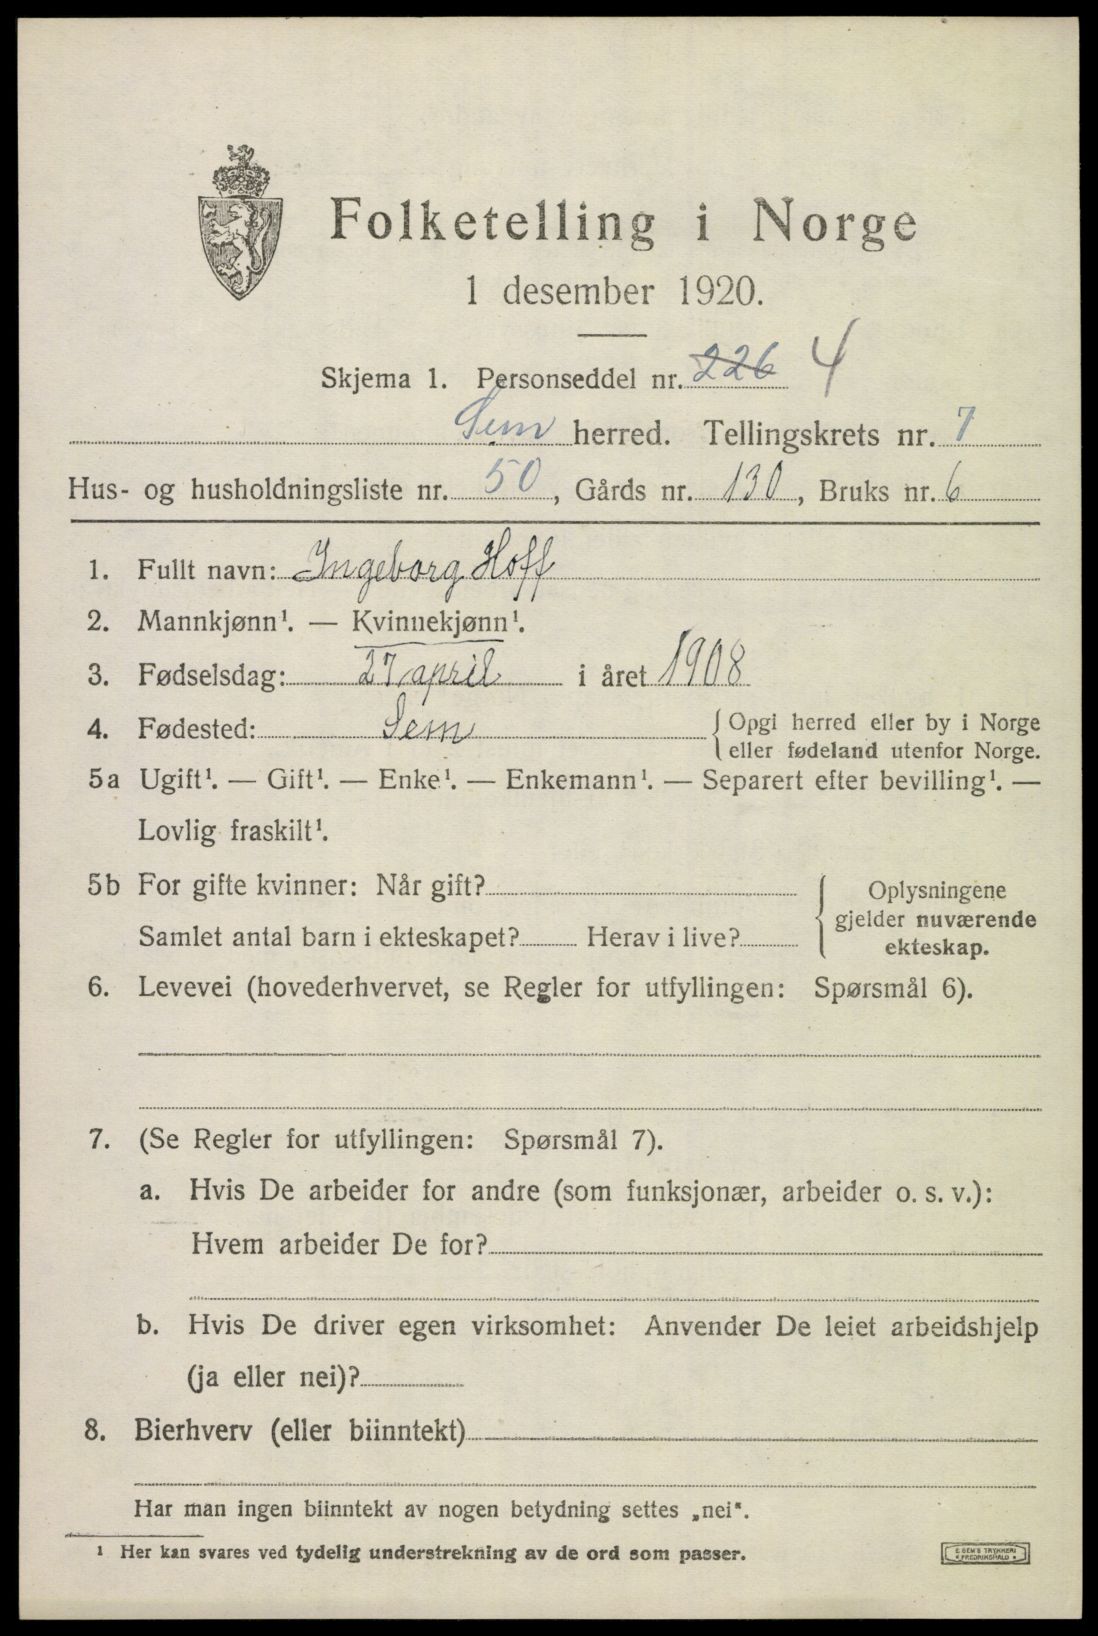 Folketelling i Norge
1 desember 1920.
Skjema 1. Personseddel nr. 226 4
Sem herred. Tellingskrets nr. 7
Hus- og husholdningsliste nr. 50, Gårds nr. 130, Bruks nr. 6
1. Fullt navn: Ingeborg Hoff
2. Mannkjønn¹. — Kvinnekjønn¹.
3. Fødselsdag: 27 april i året 1908
4. Fødested: Sem { Opgi herred eller by i Norge
eller fødeland utenfor Norge.
5a Ugift¹. — Gift¹. — Enke¹. — Enkemann¹. — Separert efter bevilling¹. —
Lovlig fraskilt¹.
5b For gifte kvinner: Når gift?
Samlet antal barn i ekteskapet? Herav i live?
{ Oplysningene
gjelder nuværende
ekteskap.
6. Levevei (hovederhvervet, se Regler for utfyllingen: Spørsmål 6).
7. (Se Regler for utfyllingen: Spørsmål 7).
a. Hvis De arbeider for andre (som funksjonær, arbeider o. s. v.):
Hvem arbeider De for?
b. Hvis De driver egen virksomhet: Anvender De leiet arbeidshjelp
(ja eller nei)?
8. Bierhverv (eller biinntekt)
Har man ingen biinntekt av nogen betydning settes „nei“.
¹ Her kan svares ved tydelig understrekning av de ord som passer.
E. SEM'S TRYKKERI
• FREDRIKSHALD •